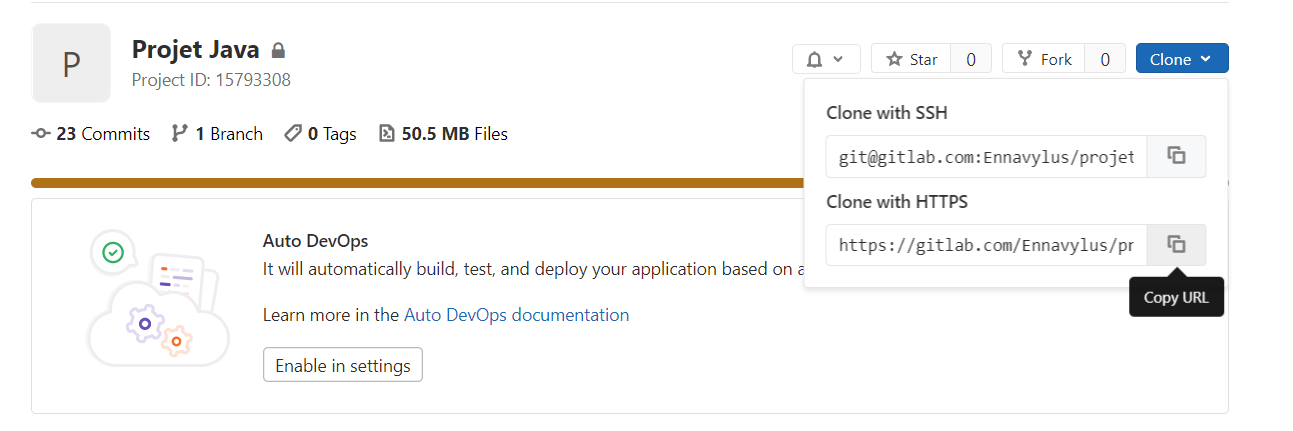 P
Projet Java
Project ID: 15793308
Star 0
Fork 0
Clone
23 Commits 1 Branch 0 Tags 50.5 MB Files
Clone with SSH
git@gitlab.com:Ennavylus/projet
Clone with HTTPS
https://gitlab.com/Ennavylus/pr
Copy URL
Auto DevOps
It will automatically build, test, and deploy your application based on a
Learn more in the Auto DevOps documentation
Enable in settings